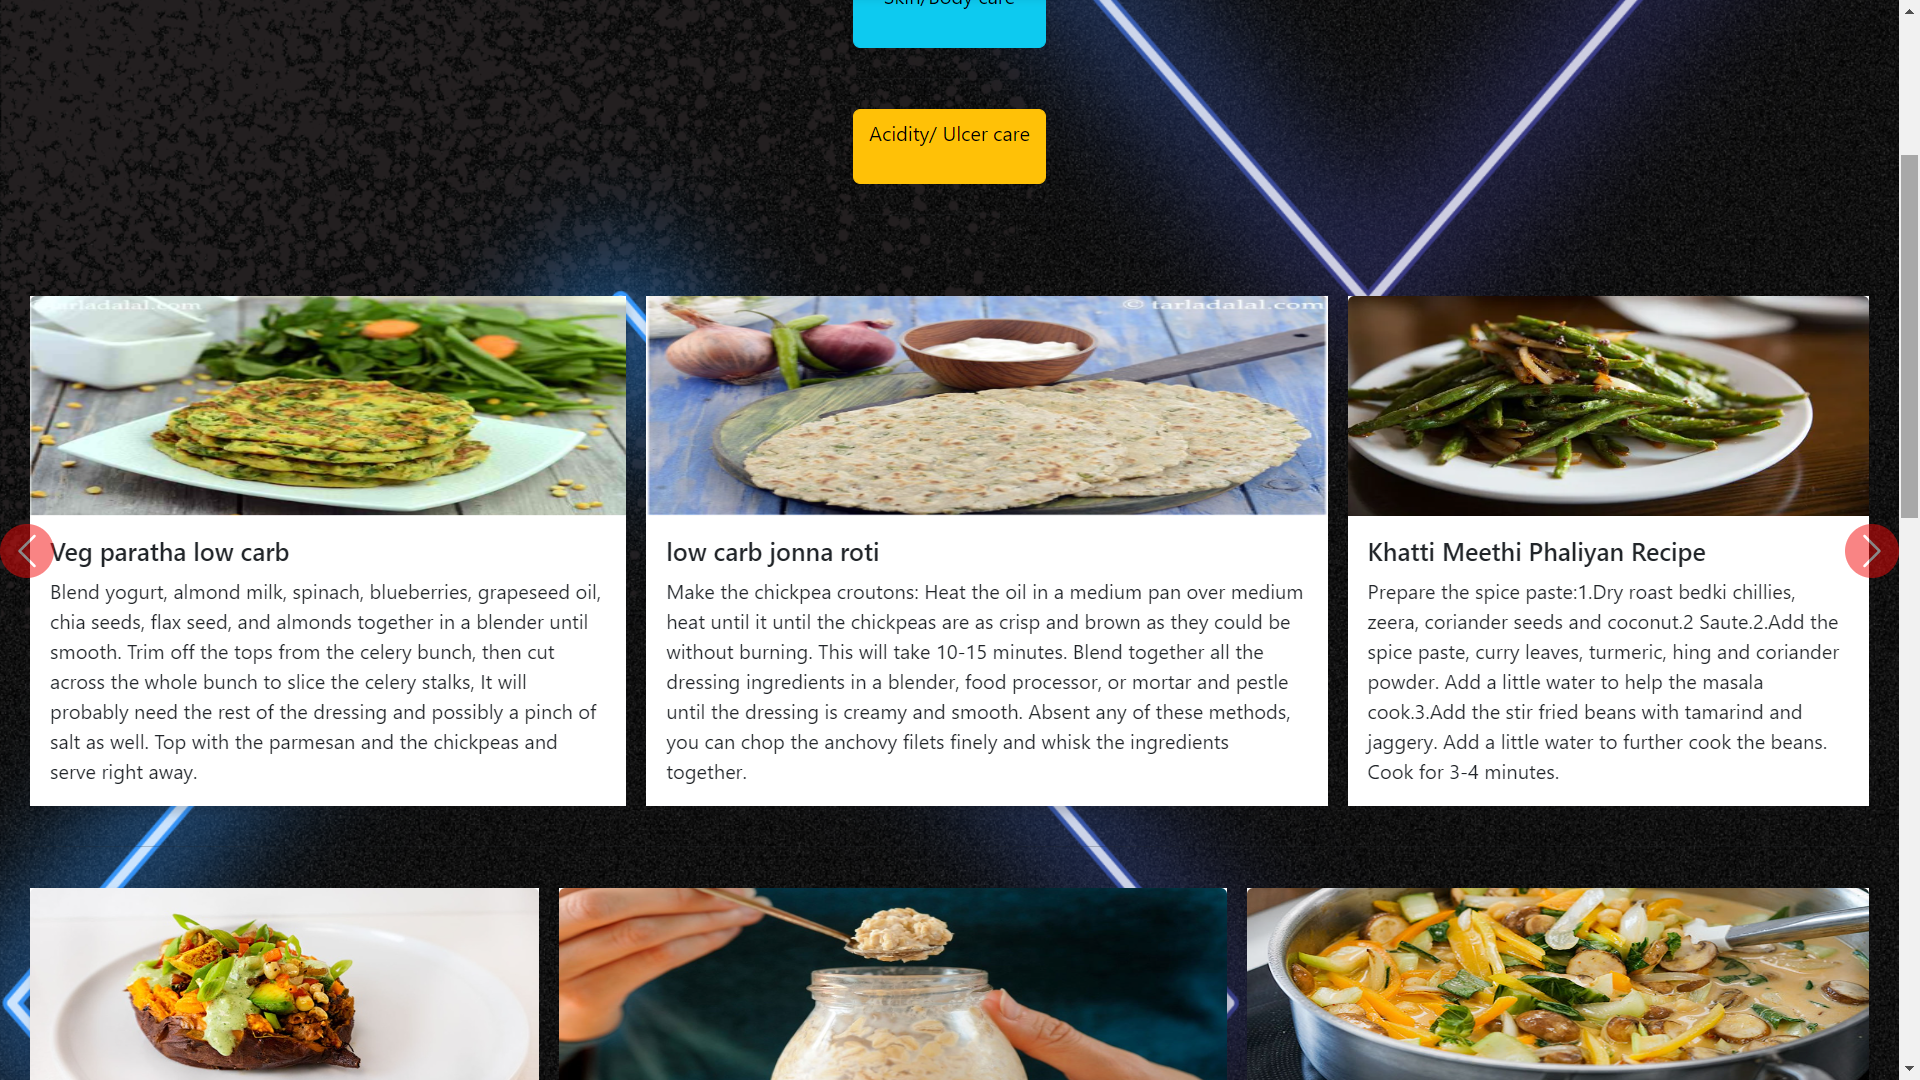 Skin/Body care
Acidity/ Ulcer care
tarladalal.com
© tarladalal.com
Veg paratha low carb
Blend yogurt, almond milk, spinach, blueberries, grapeseed oil,
chia seeds, flax seed, and almonds together in a blender until
smooth. Trim off the tops from the celery bunch, then cut
across the whole bunch to slice the celery stalks, It will
probably need the rest of the dressing and possibly a pinch of
salt as well. Top with the parmesan and the chickpeas and
serve right away.
low carb jonna roti
Make the chickpea croutons: Heat the oil in a medium pan over medium
heat until it until the chickpeas are as crisp and brown as they could be
without burning. This will take 10-15 minutes. Blend together all the
dressing ingredients in a blender, food processor, or mortar and pestle
until the dressing is creamy and smooth. Absent any of these methods,
you can chop the anchovy filets finely and whisk the ingredients
together.
Khatti Meethi Phaliyan Recipe
Prepare the spice paste:1.Dry roast bedki chillies,
zeera, coriander seeds and coconut.2 Saute.2.Add the
spice paste, curry leaves, turmeric, hing and coriander
powder. Add a little water to help the masala
cook.3.Add the stir fried beans with tamarind and
jaggery. Add a little water to further cook the beans.
Cook for 3-4 minutes.